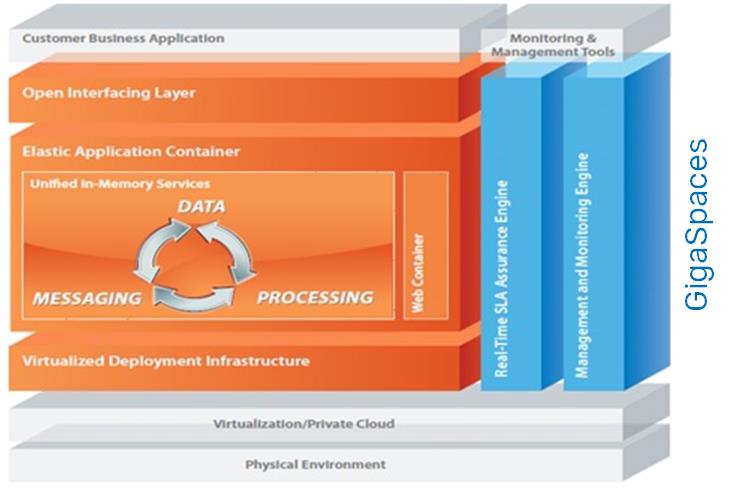 Customer Business Application
Monitoring &
Management Tools
Open Interfacing Layer
Elastic Application Container
Unified In-Memory Services
DATA
MESSAGING
PROCESSING
Web Container
Virtualized Deployment Infrastructure
Real-Time SLA Assurance Engine
Management and Monitoring Engine
GigaSpaces
Virtualization/Private Cloud
Physical Environment